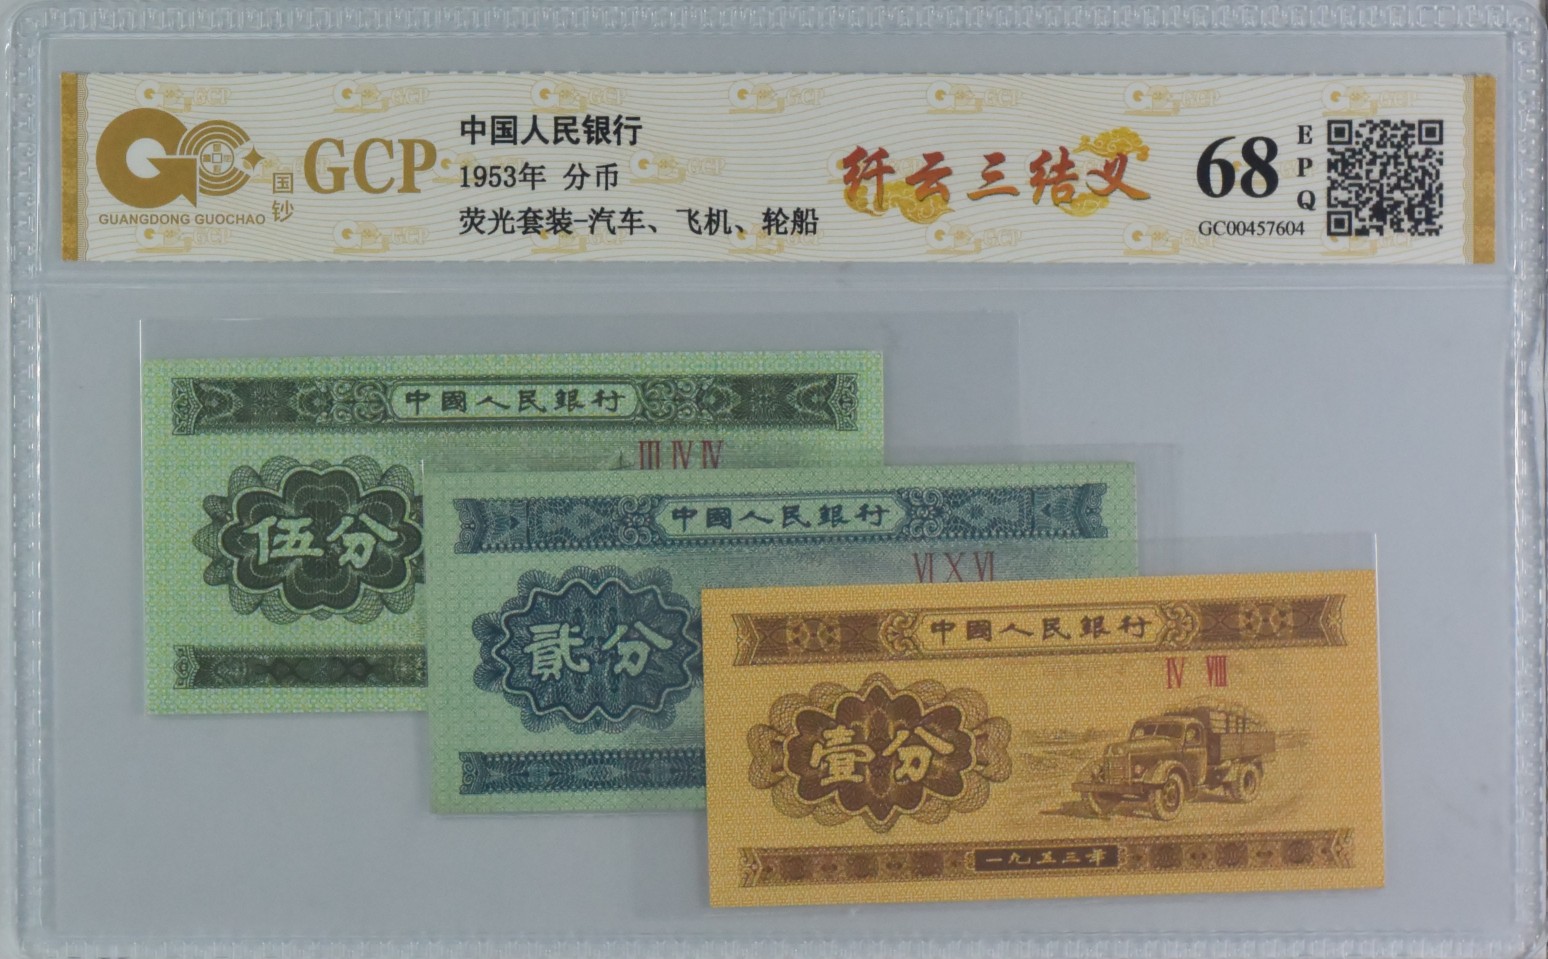 GUANGDONG GUOCHAO
国钞
GCP
中国人民银行
1953年 分币
荧光套装-汽车、飞机、轮船
纤云三结义
68
EPQ
GC00457604
中國人民銀行
III IV IV
伍分
中國人民銀行
VI X VI
貳分
中國人民銀行
IV VIII
壹分
一九五三年